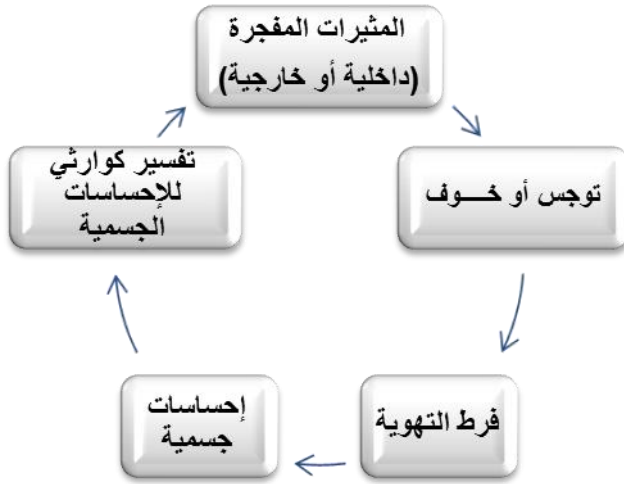 المثيرات المفجرة
(داخلية أو خارجية)
توجس أو خـــوف
فرط التهوية
إحساسات
جسمية
تفسير كوارثي
للإحساسات
الجسمية